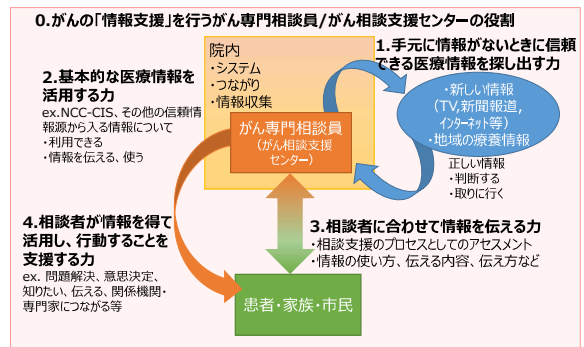 0.がんの「情報支援」を行うがん専門相談員/がん相談支援センターの役割
1.手元に情報がないときに信頼
できる医療情報を探し出す力
院内
・システム
・つながり
・情報収集
2.基本的な医療情報を
活用する力
ex.NCC-CIS、その他の信頼情
報源から入る情報について
・利用できる
・情報を伝える、使う
・新しい情報
(TV,新聞報道,
インターネット等)
・地域の療養情報
がん専門相談員
(がん相談支援
センター)
正しい情報
・判断する
・取りに行く
4.相談者が情報を得て
活用し、行動することを
支援する力
ex. 問題解決、意思決定、
知りたい、伝える、関係機関・
専門家につながる等
3.相談者に合わせて情報を伝える力
・相談支援のプロセスとしてのアセスメント
・情報の使い方、伝える内容、伝え方など
患者・家族・市民